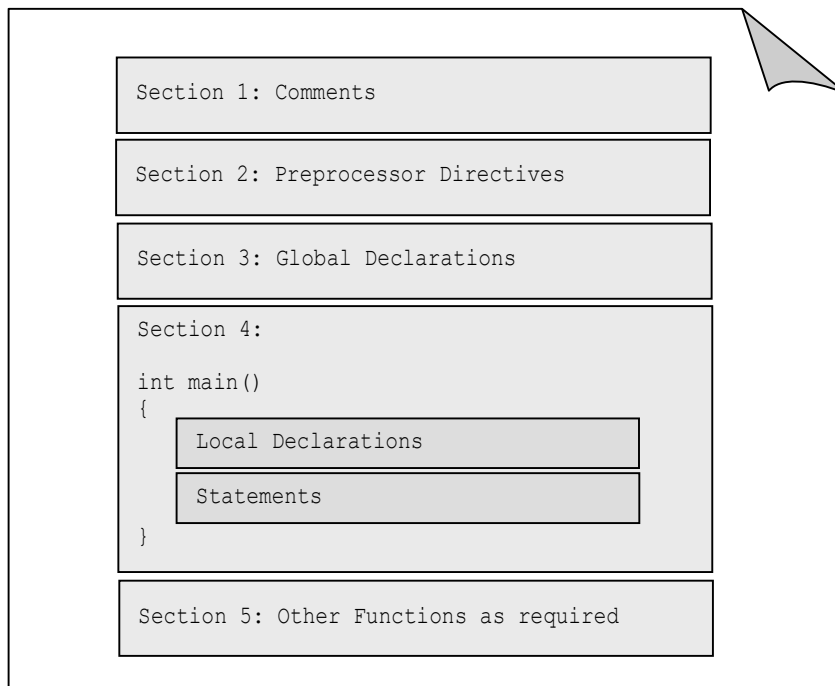 Section 1: Comments
Section 2: Preprocessor Directives
Section 3: Global Declarations
Section 4:
int main()
{
Local Declarations
Statements
}
Section 5: Other Functions as required